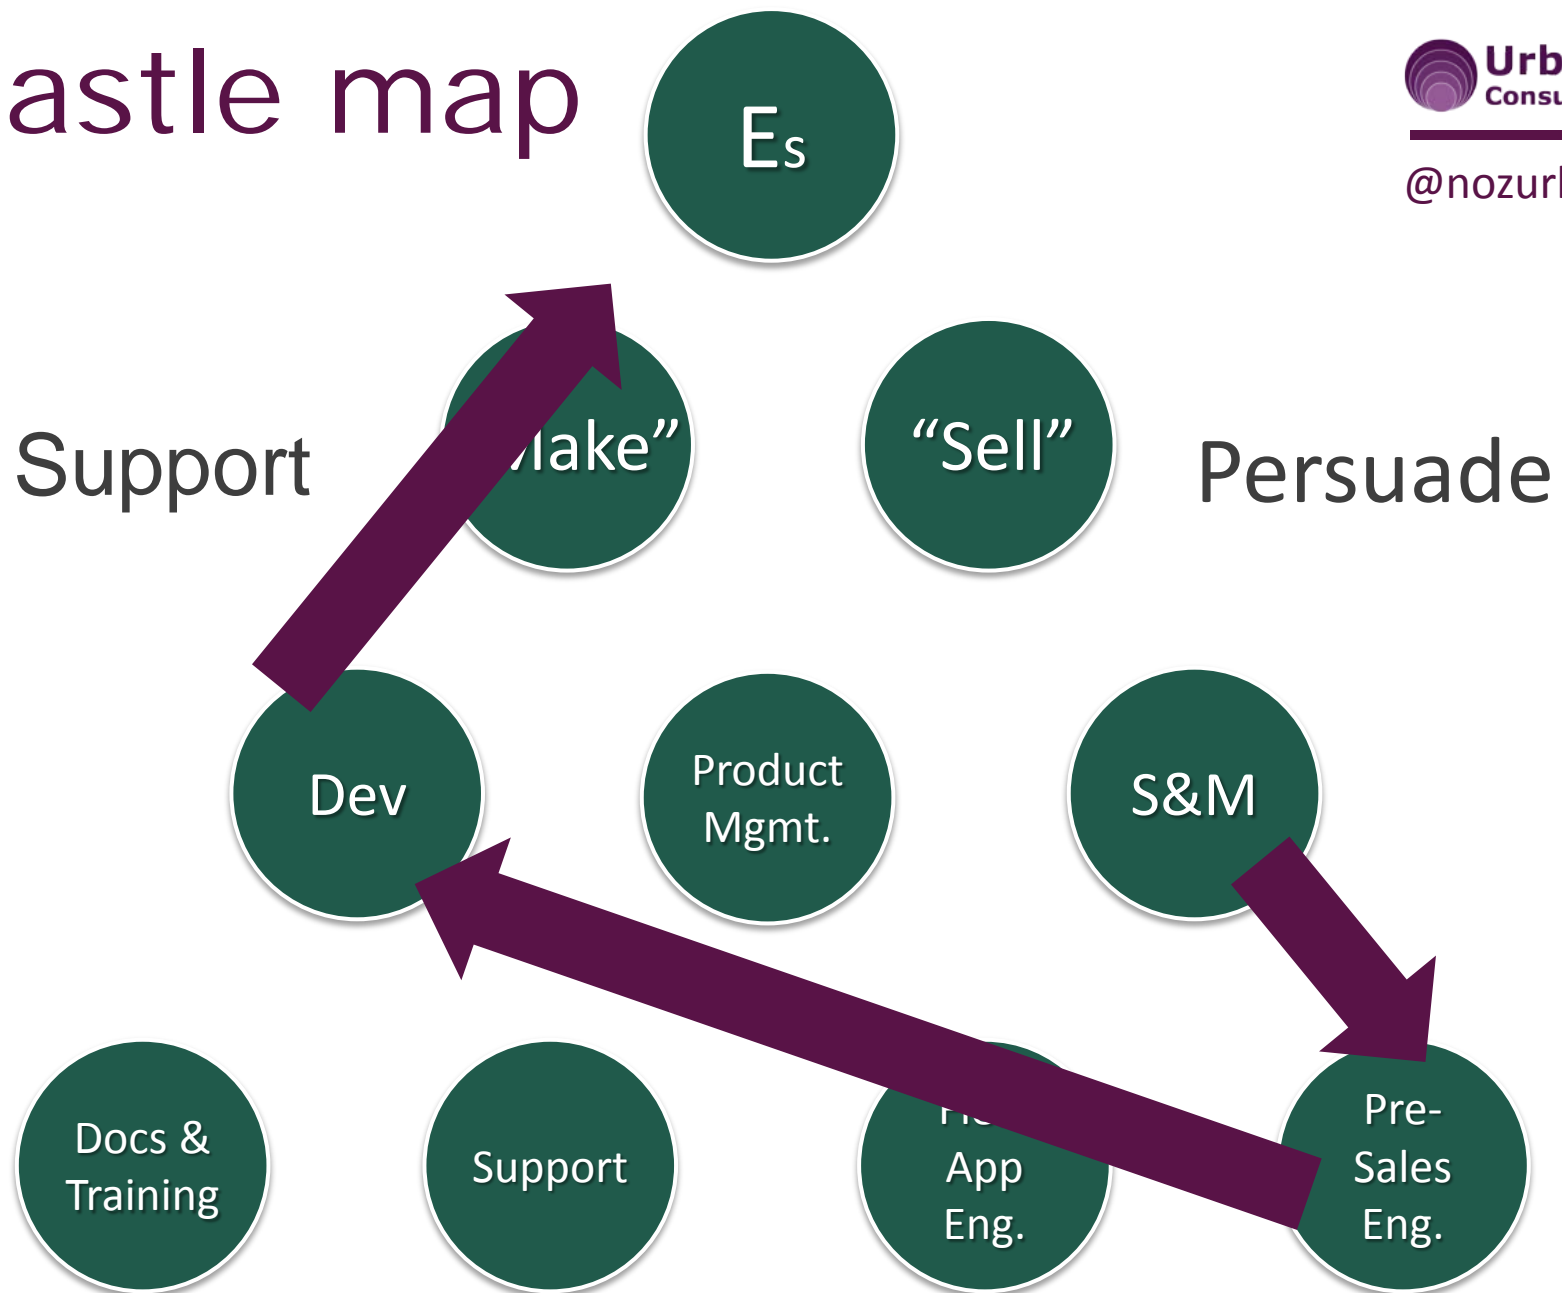 astle map
Es
Urb
Consu
@nozurl
Support
ake”
“Sell”
Persuade
Dev
Product
Mgmt.
S&M
Docs &
Training
Support
App
Eng.
Pre-
Sales
Eng.